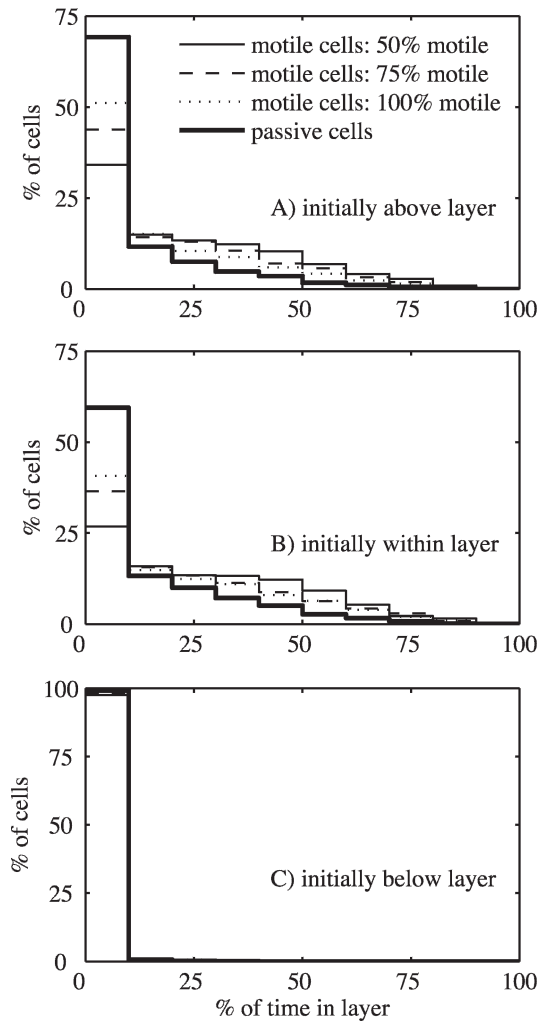 75
50
25
0
% of cells
motile cells: 50% motile
motile cells: 75% motile
motile cells: 100% motile
passive cells
A) initially above layer
0 25 50 75 100
75
50
25
0
% of cells
B) initially within layer
0 25 50 75 100
100
75
50
25
0
% of cells
C) initially below layer
0 25 50 75 100
% of time in layer